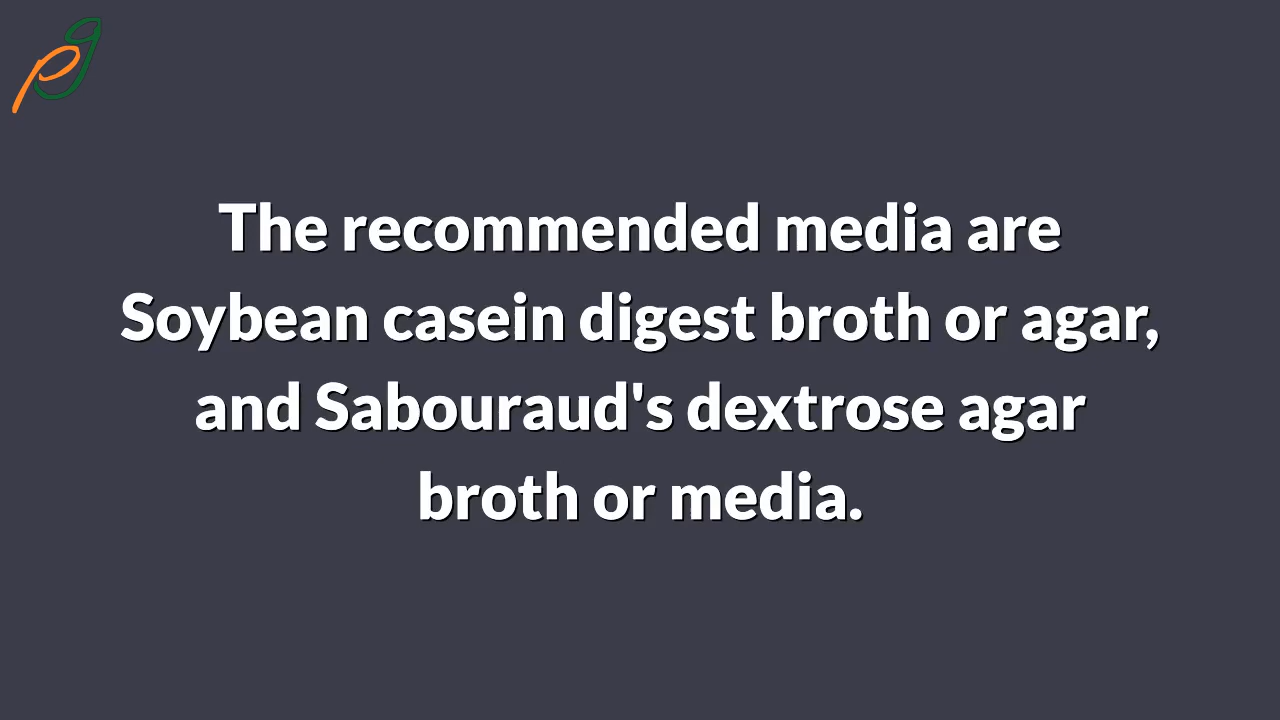 The recommended media are
Soybean casein digest broth or agar,
and Sabouraud's dextrose agar
broth or media.